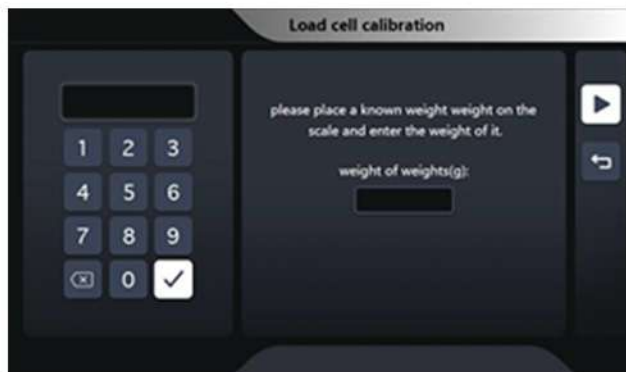 Load cell calibration
please place a known weight weight on the
scale and enter the weight of it.
weight of weights(g):
1 2 3
4 5 6
7 8 9
0